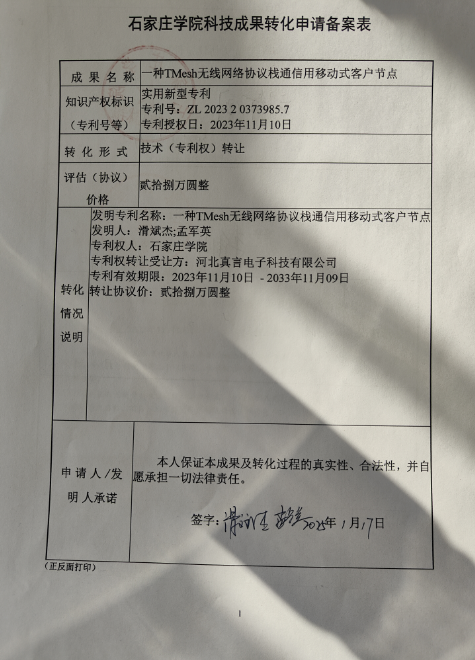 石家庄学院科技成果转化申请备案表
成果名称
一种TMesh无线网络协议栈通信用移动式客户节点
知识产权标识
（专利号等）
实用新型专利
专利号：ZL 2023 2 0373985.7
专利授权日：2023年11月10日
转化形式
技术（专利权）转让
评估（协议）
价格
贰拾捌万圆整
转化
情况
说明
发明专利名称：一种TMesh无线网络协议栈通信用移动式客户节点
发明人：潸斌杰;孟军英
专利权人：石家庄学院
专利权转让受让方：河北真言电子科技有限公司
专利有效期限：2023年11月10日 - 2033年11月09日
转让协议价：贰拾捌万圆整
申请人/发
明人承诺
本人保证本成果及转化过程的真实性、合法性，并自
愿承担一切法律责任。
签字：
2025年1月17日
（正反面打印）
1